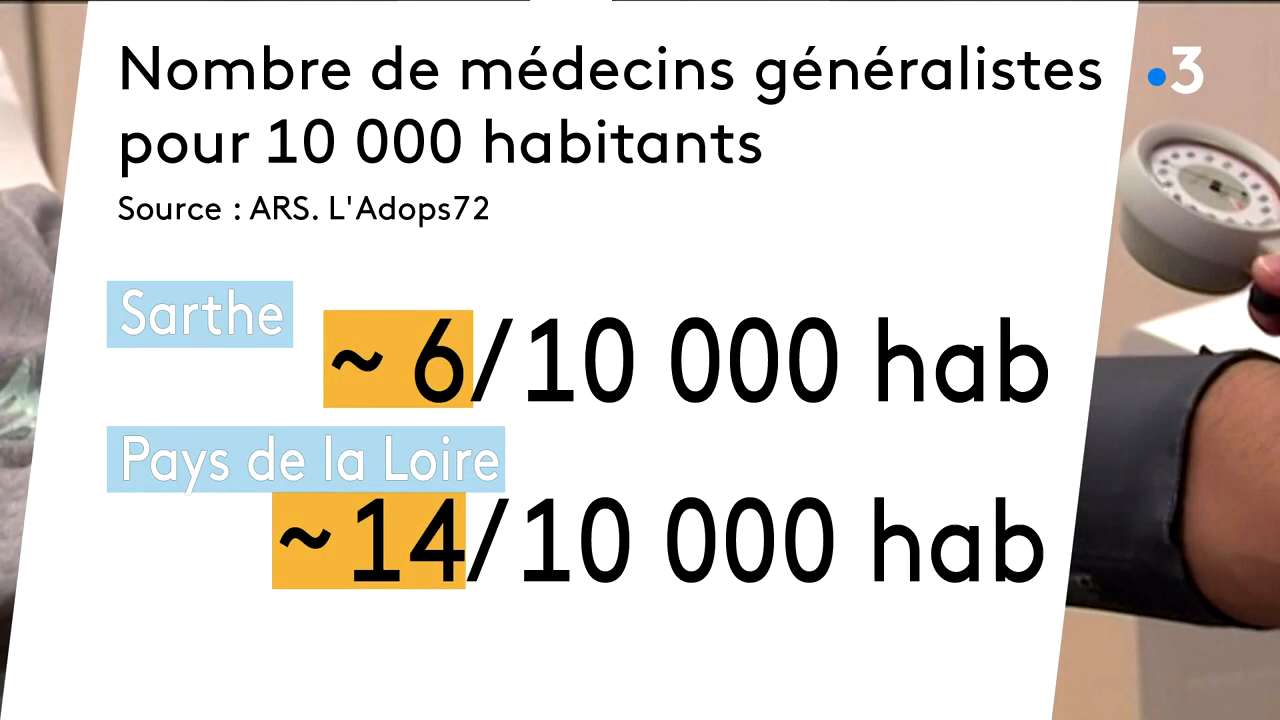 Nombre de médecins généralistes
pour 10 000 habitants
Source : ARS. L'Adops72
Sarthe
~ 6/10 000 hab
Pays de la Loire
~ 14/10 000 hab
3